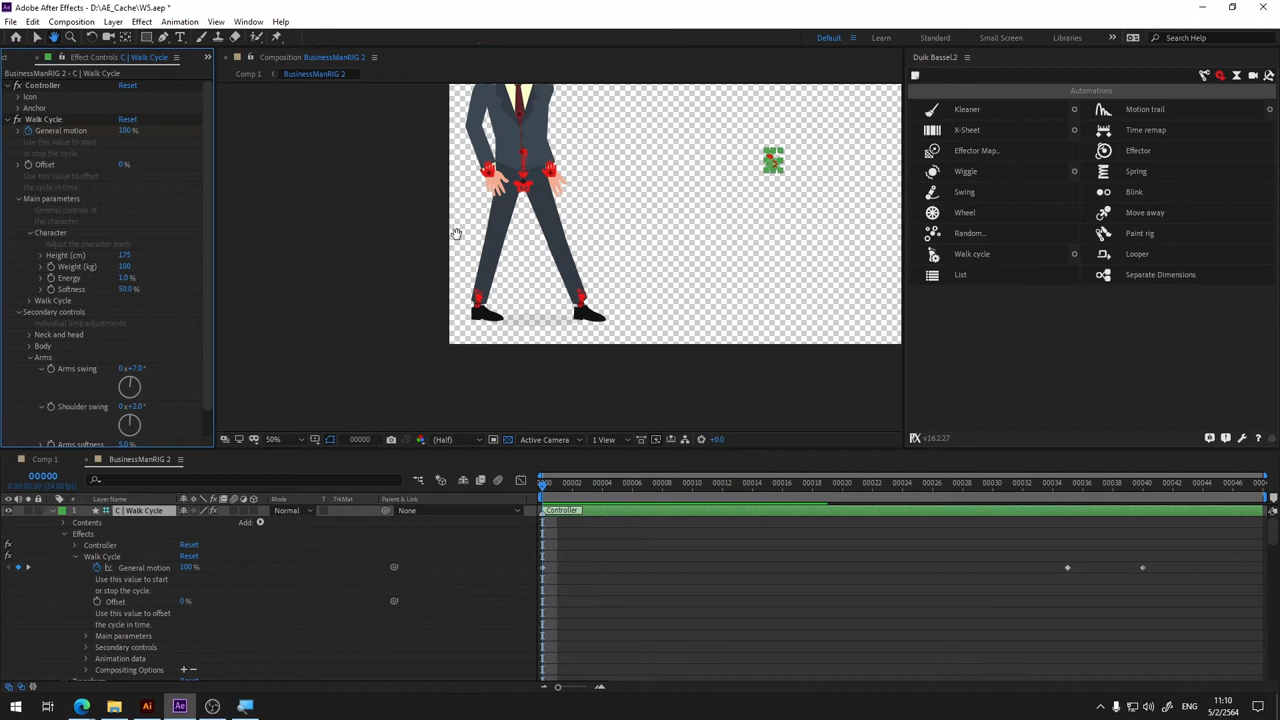 Adobe After Effects - D:\AE_Cache\W5.aep *
File Edit Composition Layer Effect Animation View Window Help
Default Learn Standard Small Screen Libraries Search Help
Effect Controls C | Walk Cycle
BusinessManRIG 2 · C | Walk Cycle
Controller Reset
Icon
Anchor
Walk Cycle Reset
General motion 100 %
Use this value to start
or stop the cycle.
Offset 0 %
Use this value to offset
the cycle in time.
Main parameters
General controls of
the character.
Character
Adjust the character traits
Height (cm) 175
Weight (kg) 100
Energy 1.0 %
Softness 50.0 %
Walk Cycle
Secondary controls
Individual limb adjustments
Neck and head
Body
Arms
Arms swing 0 x+7.0°
Shoulder swing 0 x+2.0°
Arms softness 5.0 %
Composition BusinessManRIG 2
Comp 1 BusinessManRIG 2
50% 00000 (Half) Active Camera 1 View +0.0
Duik Bassel.2
Automations
Kleaner Motion trail
X-Sheet Time remap
Effector Map... Effector
Wiggle Spring
Swing Blink
Wheel Move away
Random... Paint rig
Walk cycle Looper
List Separate Dimensions
v16.2.27
Comp 1 BusinessManRIG 2
00000
0:00:00:00 (24.00 fps)
0000 00002 00004 00006 00008 00010 00012 00014 00016 00018 00020 00022 00024 00026 00028 00030 00032 00034 00036 00038 00040 00042 00044 00046
# Layer Name Mode T TrkMat Parent & Link
1 C | Walk Cycle Normal None
Controller
Contents Add:
Effects
Controller Reset
Walk Cycle Reset
General motion 100 %
Use this value to start
or stop the cycle.
Offset 0 %
Use this value to offset
the cycle in time.
Main parameters
Secondary controls
Animation data
Compositing Options + −
Ai Ae
ENG
11:10
5/2/2564